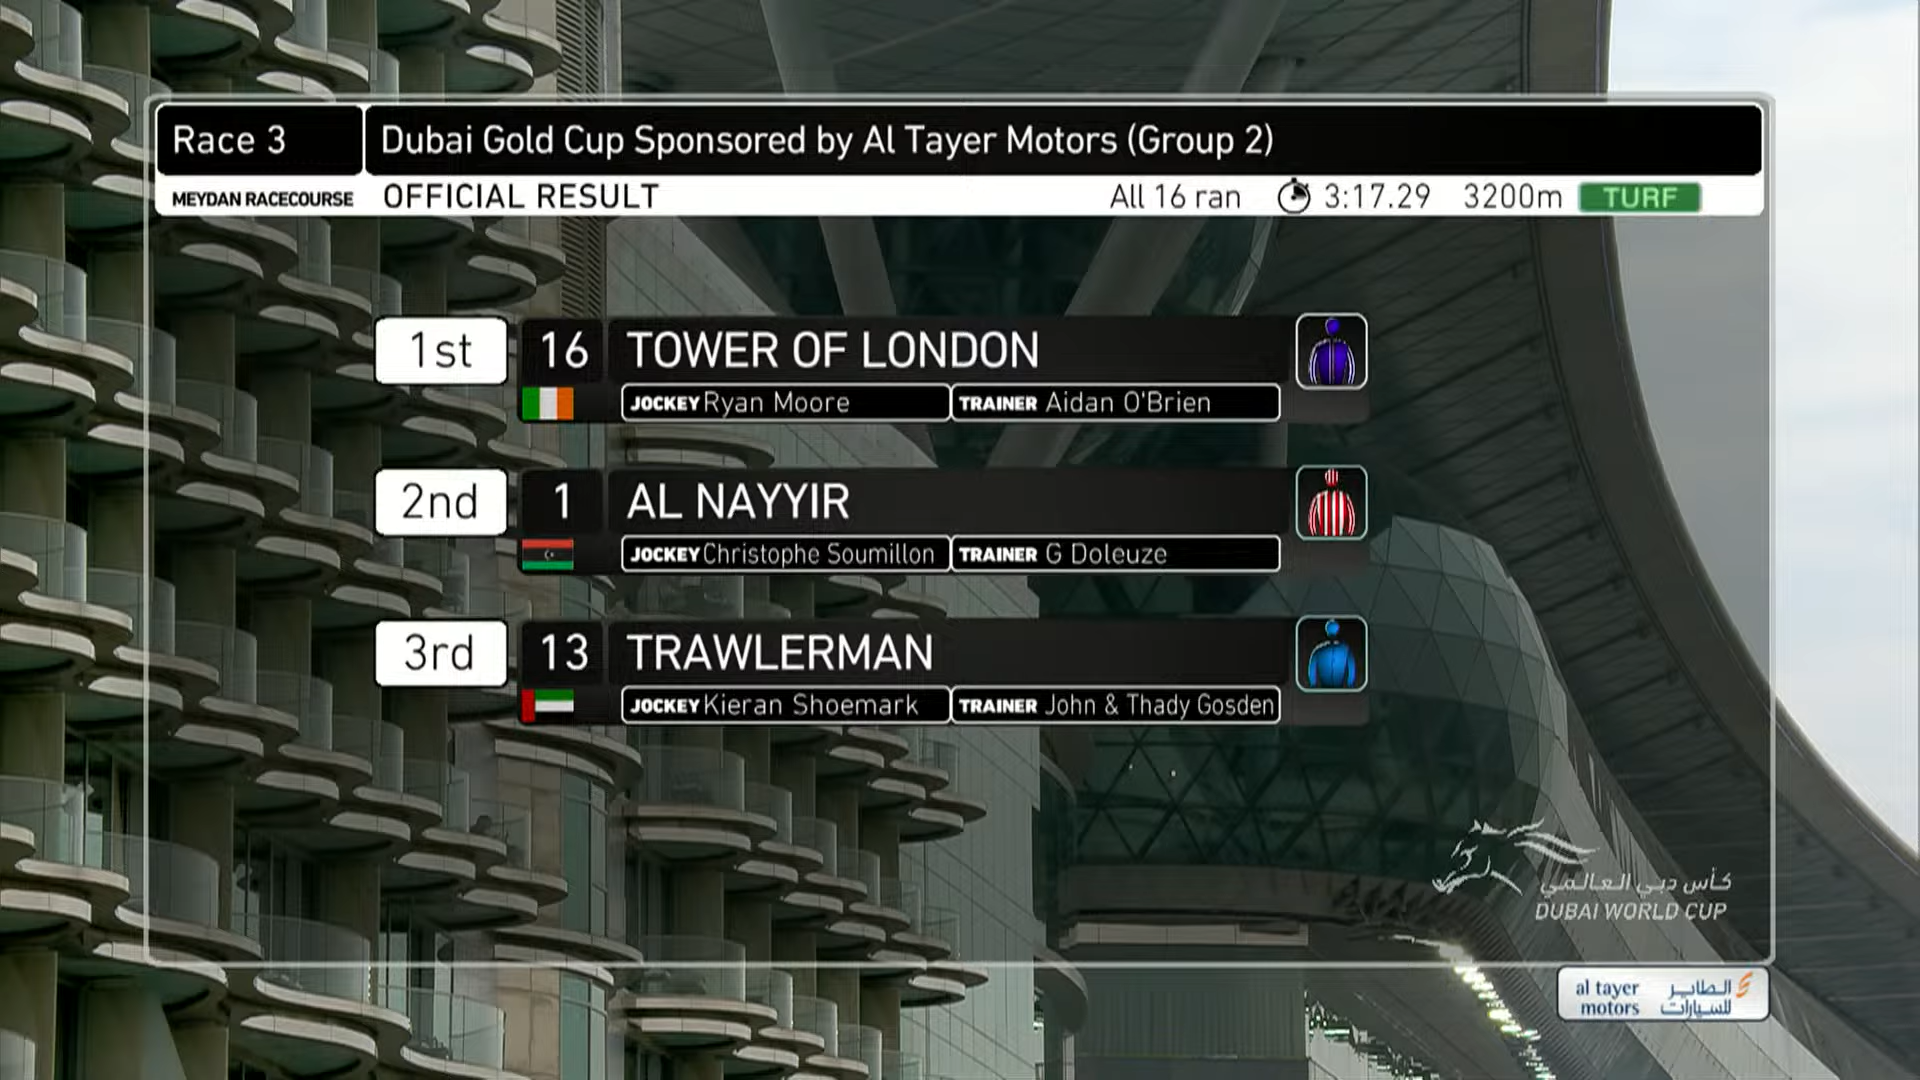 Race 3
Dubai Gold Cup Sponsored by Al Tayer Motors (Group 2)
MEYDAN RACECOURSE
OFFICIAL RESULT
All 16 ran
3:17.29
3200m
TURF
1st
16
TOWER OF LONDON
JOCKEY Ryan Moore
TRAINER Aidan O'Brien
2nd
1
AL NAYYIR
JOCKEY Christophe Soumillon
TRAINER G Doleuze
3rd
13
TRAWLERMAN
JOCKEY Kieran Shoemark
TRAINER John & Thady Gosden
كأس دبي العالمي
DUBAI WORLD CUP
al tayer
motors
الطاير
للسيارات